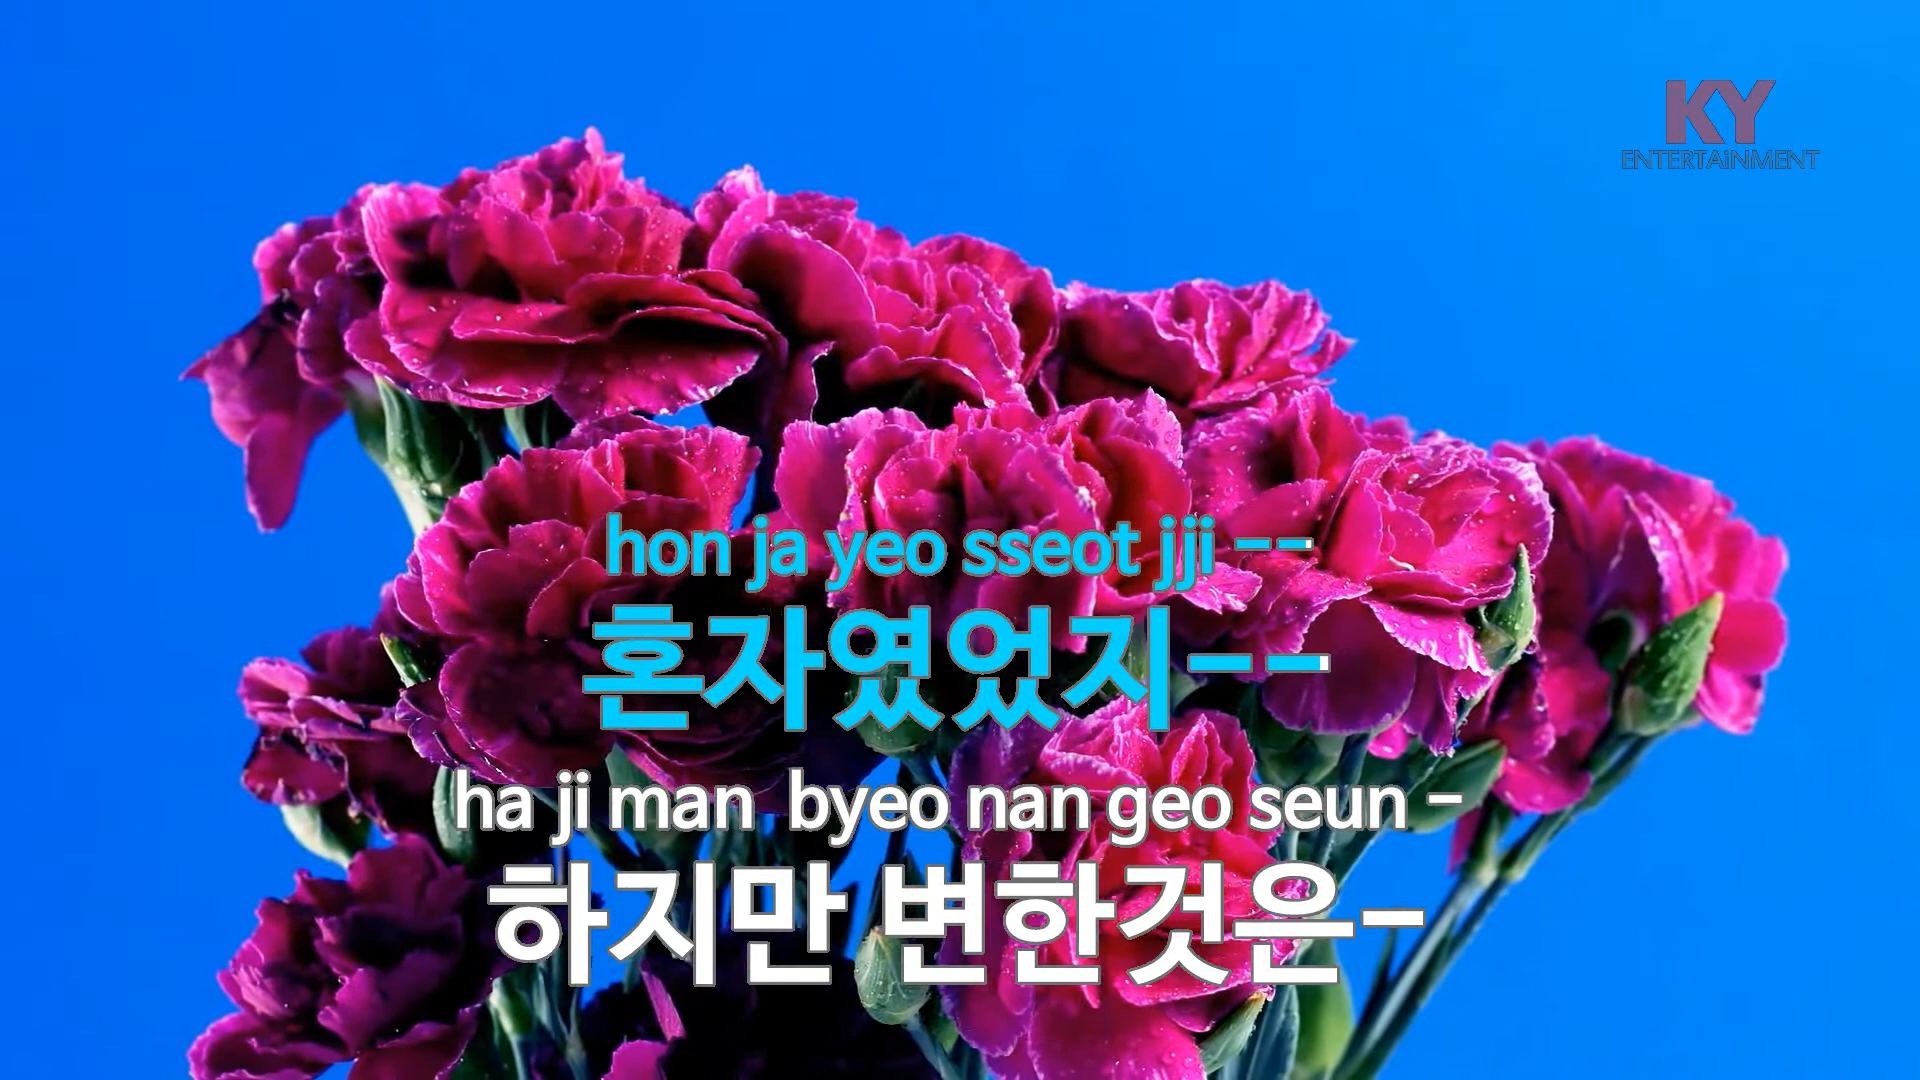 KY
ENTERTAiNMENT
hon ja yeo sseot jji --
혼자였었지--
ha ji man byeo nan geo seun -
하지만 변한것은-